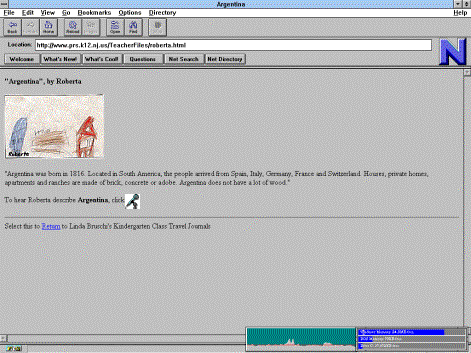 Argentina
File Edit View Go Bookmarks Options Directory Help
Back Home Reload Open Find
Location: http://www.prs.k12.nj.us/TeacherFiles/roberta.html
Welcome What's New! What's Cool! Questions Net Search Net Directory
N
"Argentina", by Roberta
Roberta
"Argentina was born in 1816. Located in South America, the people arrived from Spain, Italy, Germany, France and Switzerland. Houses, private homes,
apartments and ranches are made of brick, concrete or adobe. Argentina does not have a lot of wood."
To hear Roberta describe Argentina, click
Select this to Return to Linda Bruschi's Kindergarten Class Travel Journals